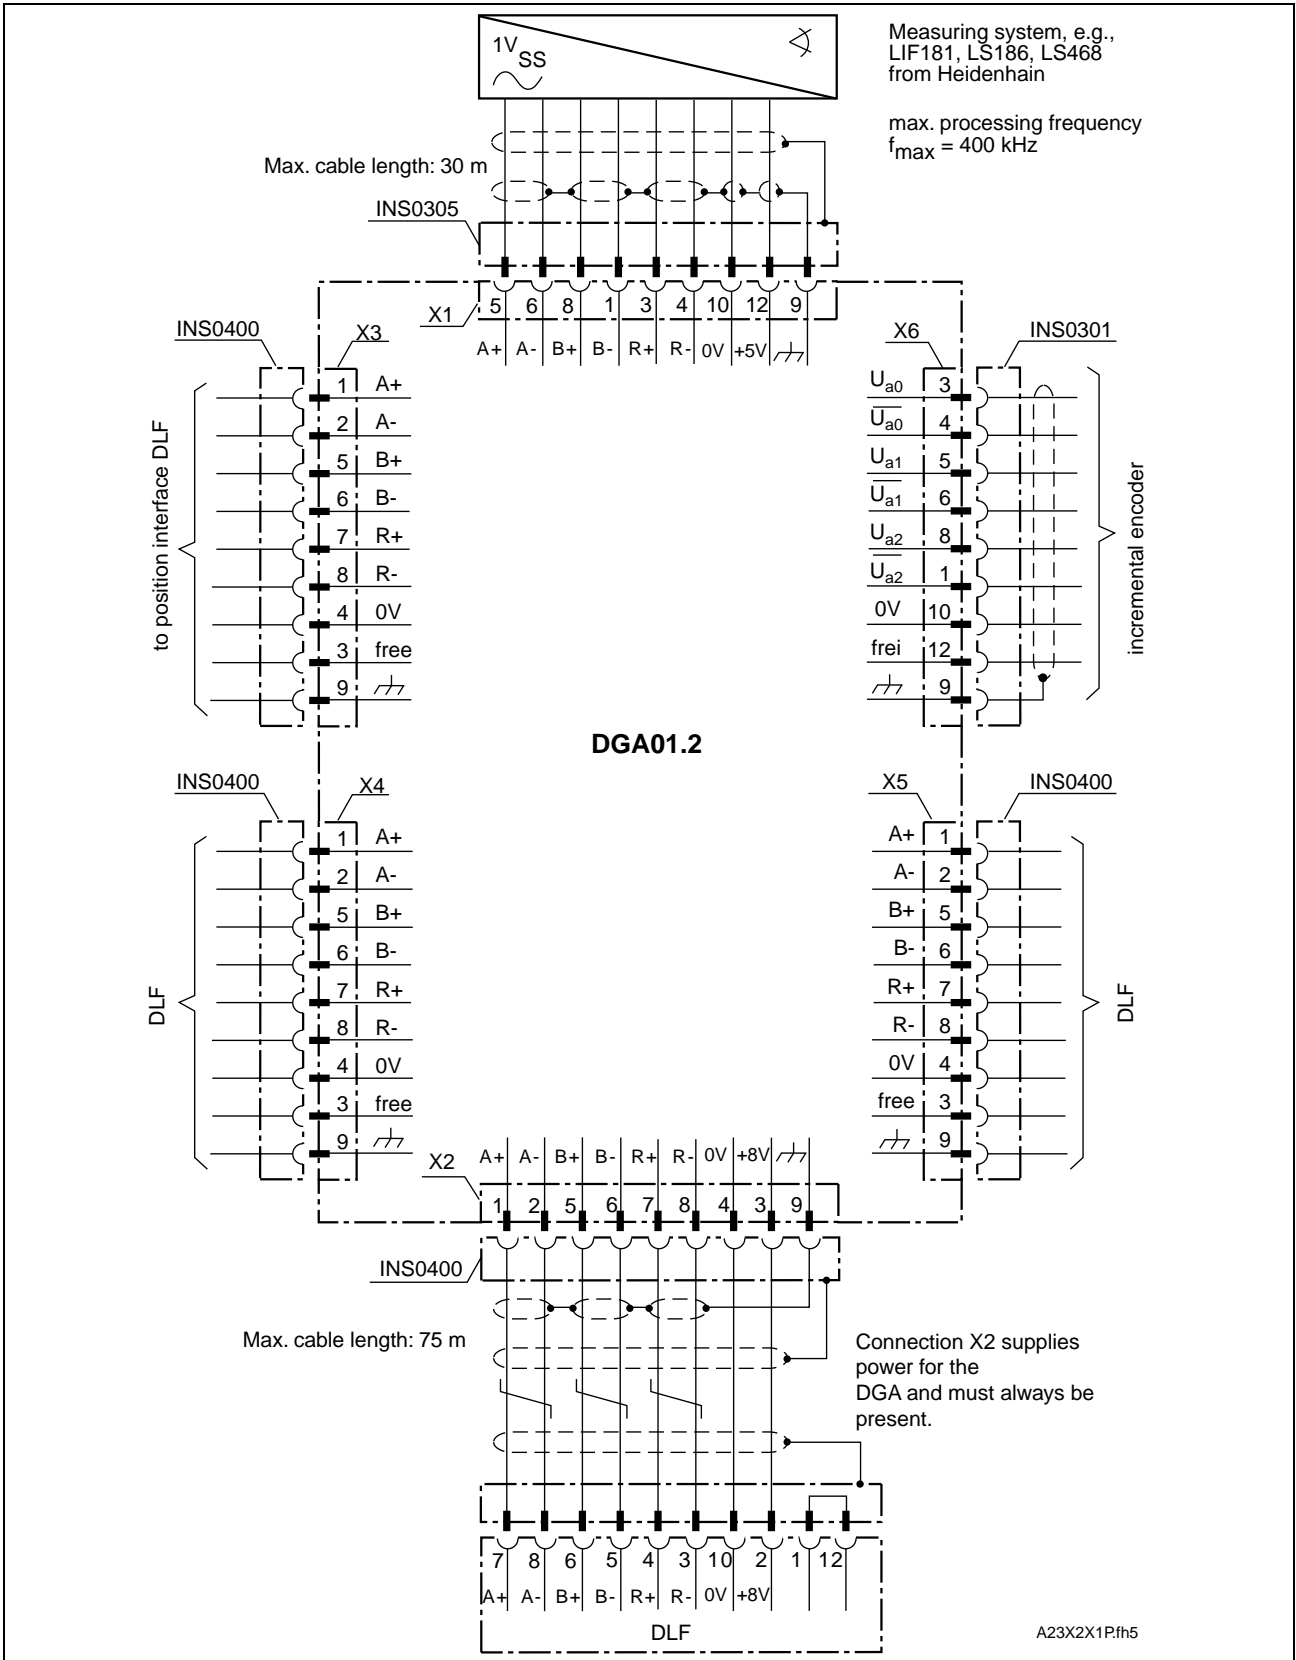 1V SS
Measuring system, e.g.,
LIF181, LS186, LS468
from Heidenhain
max. processing frequency
fmax = 400 kHz
Max. cable length: 30 m
INS0305
X1
5 6 8 1 3 4 10 12 9
A+ A- B+ B- R+ R- 0V +5V
INS0400
X3
1 A+
2 A-
5 B+
6 B-
7 R+
8 R-
4 0V
3 free
9
to position interface DLF
X6
INS0301
Ua0 3
U̅a0 4
Ua1 5
U̅a1 6
Ua2 8
U̅a2 1
0V 10
frei 12
9
incremental encoder
DGA01.2
INS0400
X4
1 A+
2 A-
5 B+
6 B-
7 R+
8 R-
4 0V
3 free
9
DLF
X5
INS0400
A+ 1
A- 2
B+ 5
B- 6
R+ 7
R- 8
0V 4
free 3
9
DLF
X2
A+ A- B+ B- R+ R- 0V +8V
1 2 5 6 7 8 4 3 9
INS0400
Max. cable length: 75 m
Connection X2 supplies
power for the
DGA and must always be
present.
7 8 6 5 4 3 10 2 1 12
A+ A- B+ B- R+ R- 0V +8V
DLF
A23X2X1P.fh5